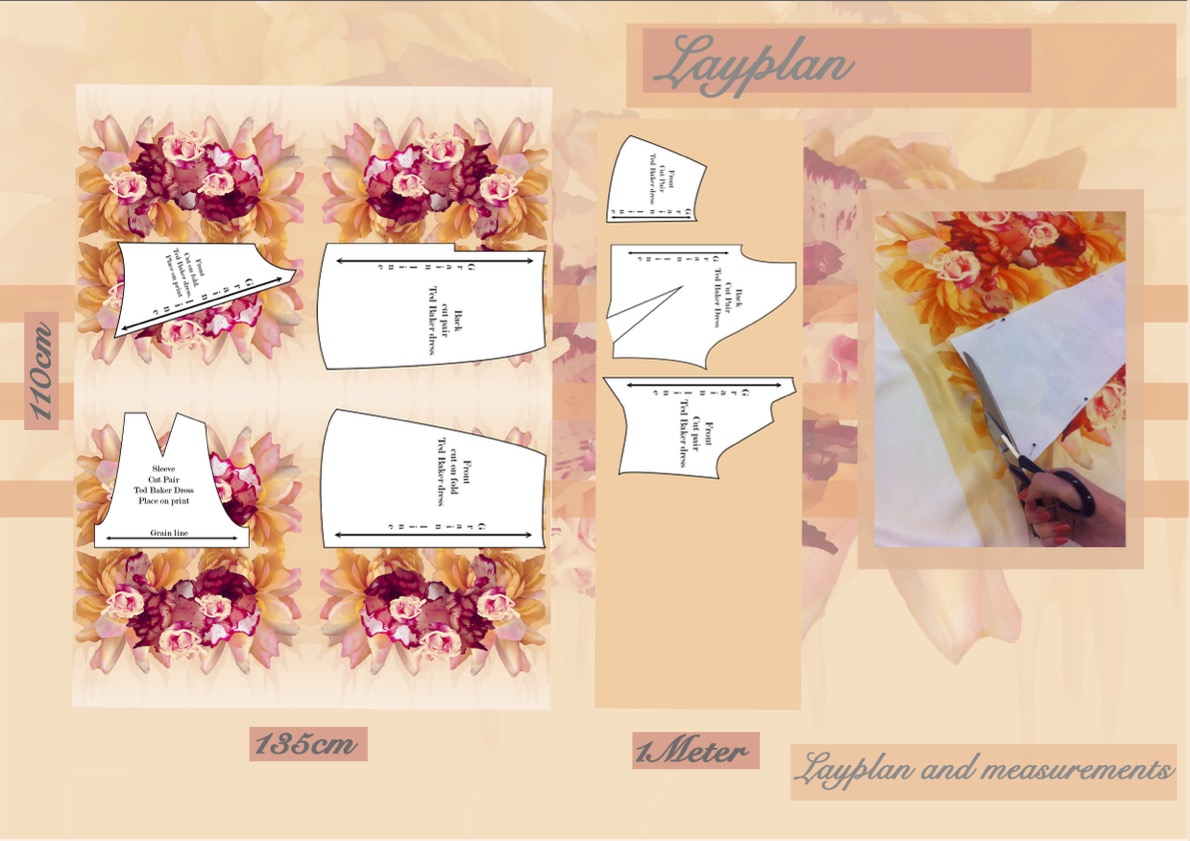 Layplan
Front
Cut on fold.
Ted Baker dress.
Place on print
Grainline
Back
cut pair
Ted Baker dress
Grainline
Sleeve
Cut Pair
Ted Baker Dress
Place on print
Grain line
Front
cut on fold
Ted Baker dress
Grainline
Front
Cut Pair
Ted Baker dress
Grainline
Back
Cut Pair
Ted Baker Dress
Grainline
Front
Cut pair
Ted Baker dress
Grainline
110cm
135cm
1Meter
Layplan and measurements